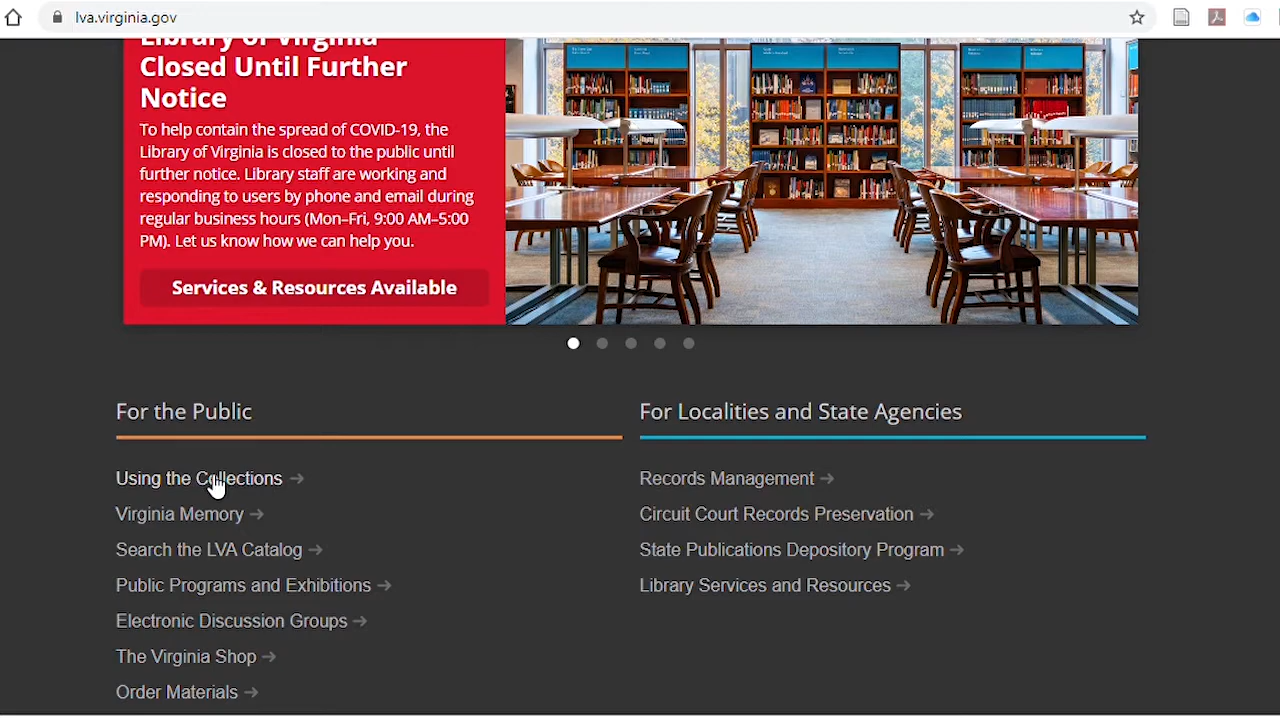 lva.virginia.gov
Library of Virginia
Closed Until Further
Notice
To help contain the spread of COVID-19, the
Library of Virginia is closed to the public until
further notice. Library staff are working and
responding to users by phone and email during
regular business hours (Mon–Fri, 9:00 AM–5:00
PM). Let us know how we can help you.
Services & Resources Available
For the Public
Using the Collections →
Virginia Memory →
Search the LVA Catalog →
Public Programs and Exhibitions →
Electronic Discussion Groups →
The Virginia Shop →
Order Materials →
For Localities and State Agencies
Records Management →
Circuit Court Records Preservation →
State Publications Depository Program →
Library Services and Resources →